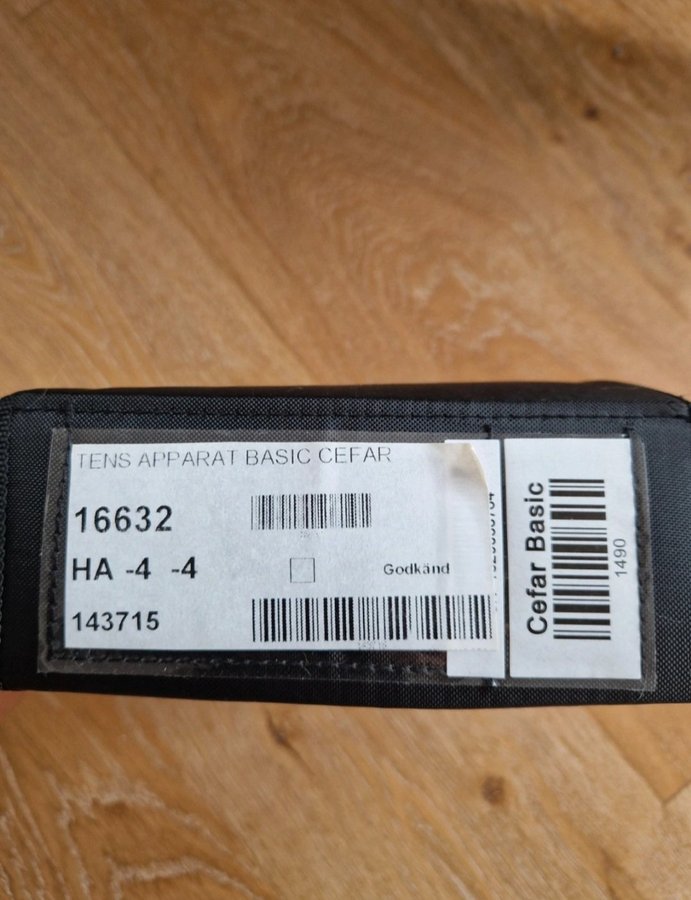 TENS APPARAT BASIC CEFAR
16632
HA -4 -4
Godkänd
143715
Cefar Basic
1490